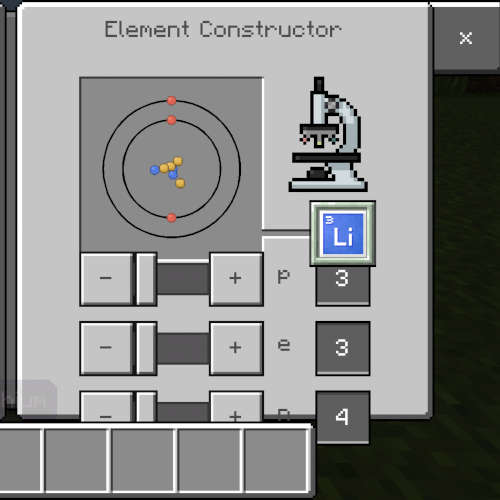 Element Constructor
x
3
Li
− + p 3
− + e 3
− + n 4